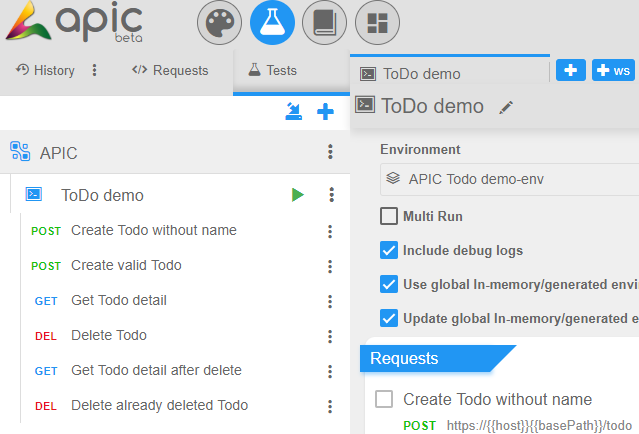 apic
beta
History
Requests
Tests
ToDo demo
ws
ToDo demo
APIC
ToDo demo
POST Create Todo without name
POST Create valid Todo
GET Get Todo detail
DEL Delete Todo
GET Get Todo detail after delete
DEL Delete already deleted Todo
Environment
APIC Todo demo-env
Multi Run
Include debug logs
Use global In-memory/generated envi
Update global In-memory/generated e
Requests
Create Todo without name
POST https://{{host}}{{basePath}}/todo